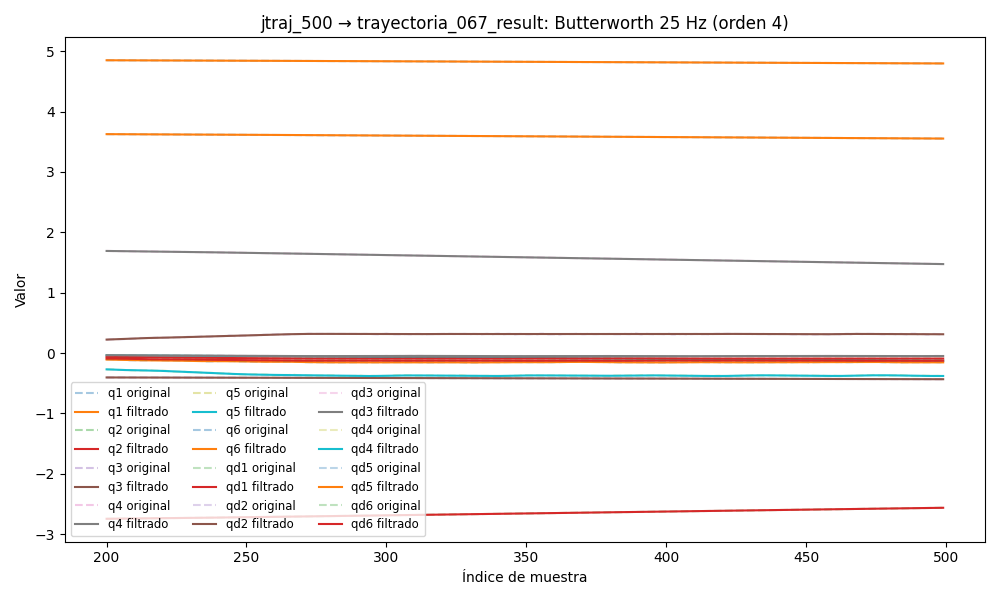 jtraj_500 → trayectoria_067_result: Butterworth 25 Hz (orden 4)
5
4
3
2
1
0
−1
−2
−3
Valor
q1 original
q1 filtrado
q2 original
q2 filtrado
q3 original
q3 filtrado
q4 original
q4 filtrado
q5 original
q5 filtrado
q6 original
q6 filtrado
qd1 original
qd1 filtrado
qd2 original
qd2 filtrado
qd3 original
qd3 filtrado
qd4 original
qd4 filtrado
qd5 original
qd5 filtrado
qd6 original
qd6 filtrado
200
250
300
350
400
450
500
Índice de muestra